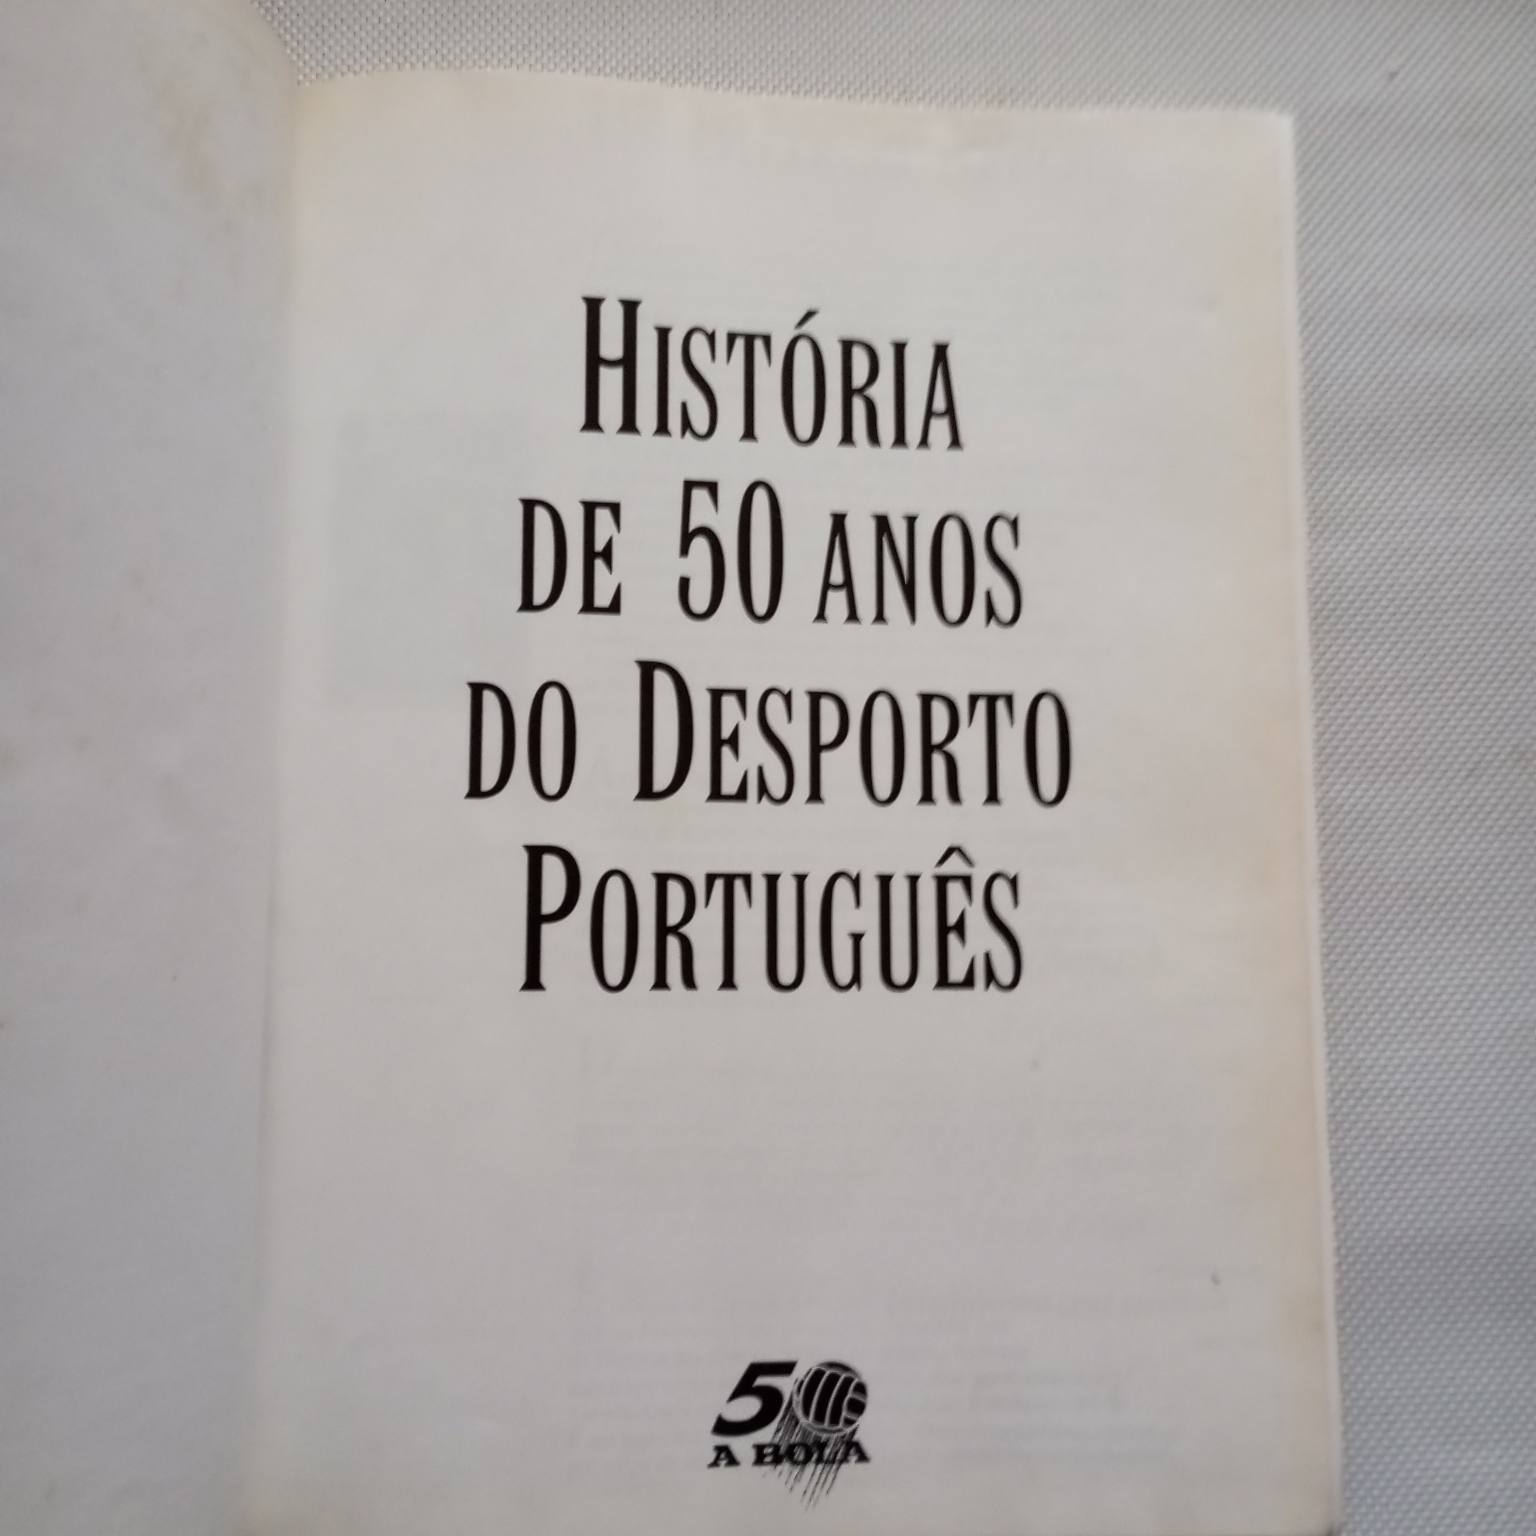 HISTÓRIA
DE 50 ANOS
DO DESPORTO
PORTUGUÊS
50
A BOLA